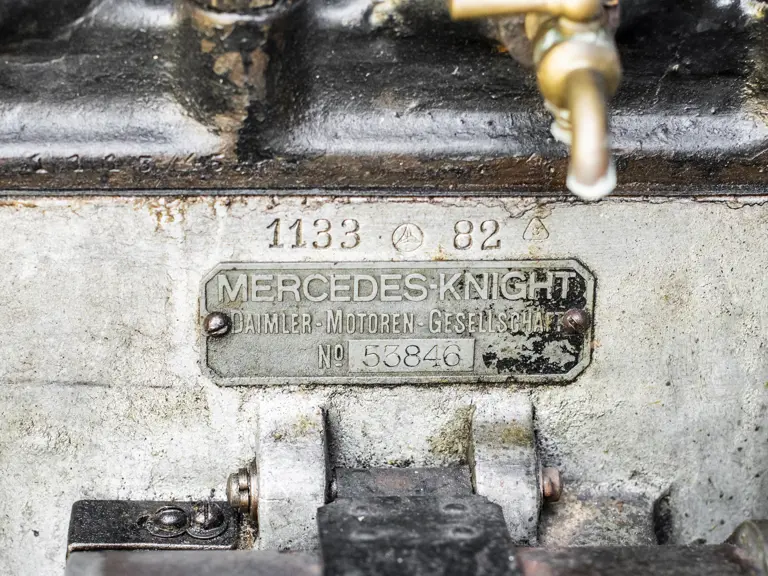 1133 82
MERCEDES-KNIGHT
DAIMLER-MOTOREN-GESELLSCHAFT
No 53846